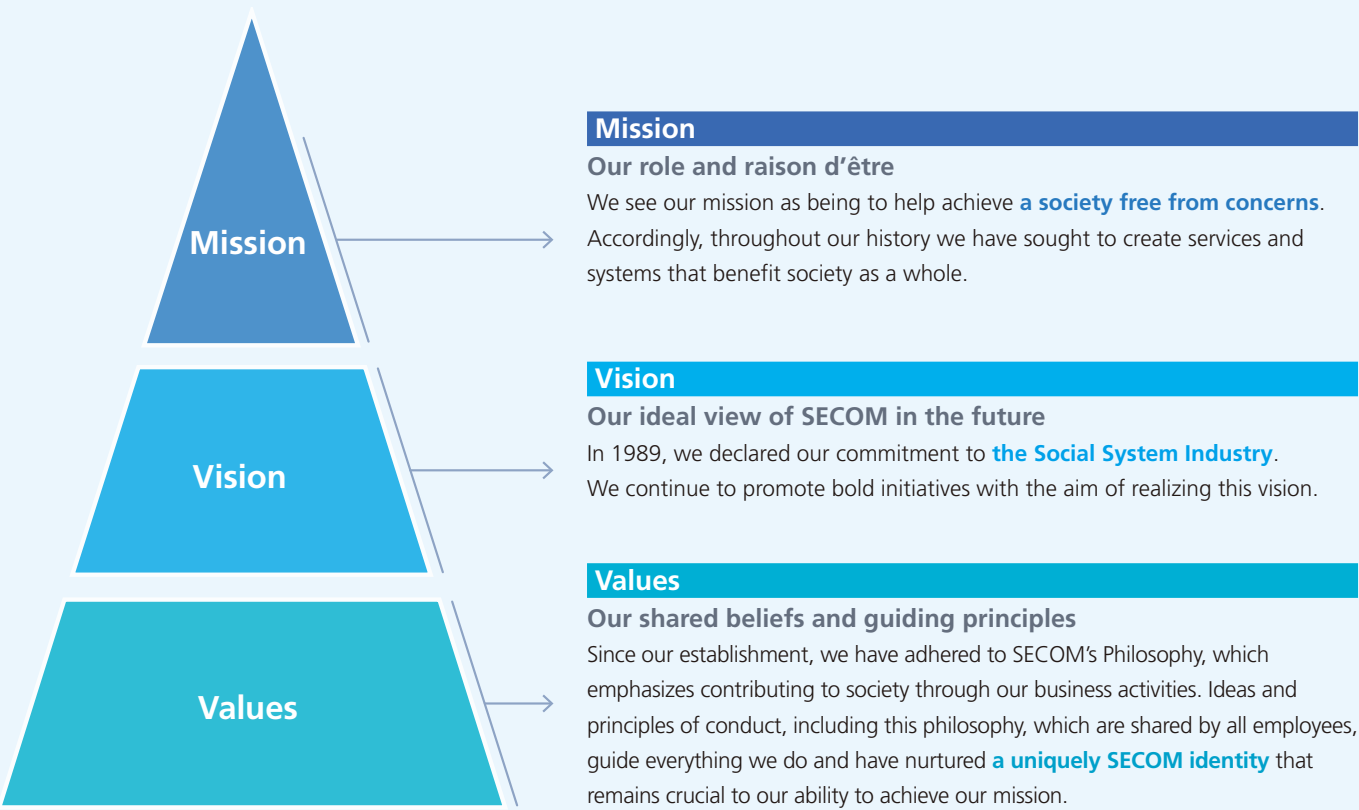 Mission
Mission
Our role and raison d’être
We see our mission as being to help achieve a society free from concerns.
Accordingly, throughout our history we have sought to create services and
systems that benefit society as a whole.
Vision
Vision
Our ideal view of SECOM in the future
In 1989, we declared our commitment to the Social System Industry.
We continue to promote bold initiatives with the aim of realizing this vision.
Values
Values
Our shared beliefs and guiding principles
Since our establishment, we have adhered to SECOM’s Philosophy, which
emphasizes contributing to society through our business activities. Ideas and
principles of conduct, including this philosophy, which are shared by all employees,
guide everything we do and have nurtured a uniquely SECOM identity that
remains crucial to our ability to achieve our mission.